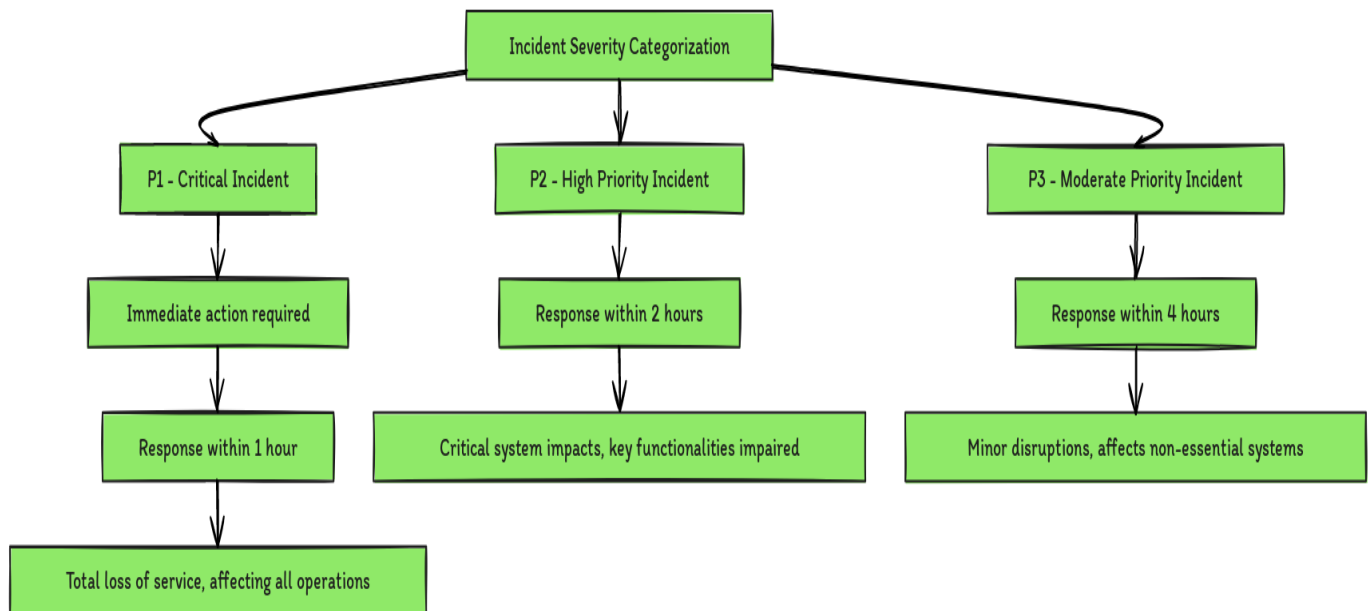 Incident Severity Categorization
P1 - Critical Incident
P2 - High Priority Incident
P3 - Moderate Priority Incident
Immediate action required
Response within 2 hours
Response within 4 hours
Response within 1 hour
Critical system impacts, key functionalities impaired
Minor disruptions, affects non-essential systems
Total loss of service, affecting all operations